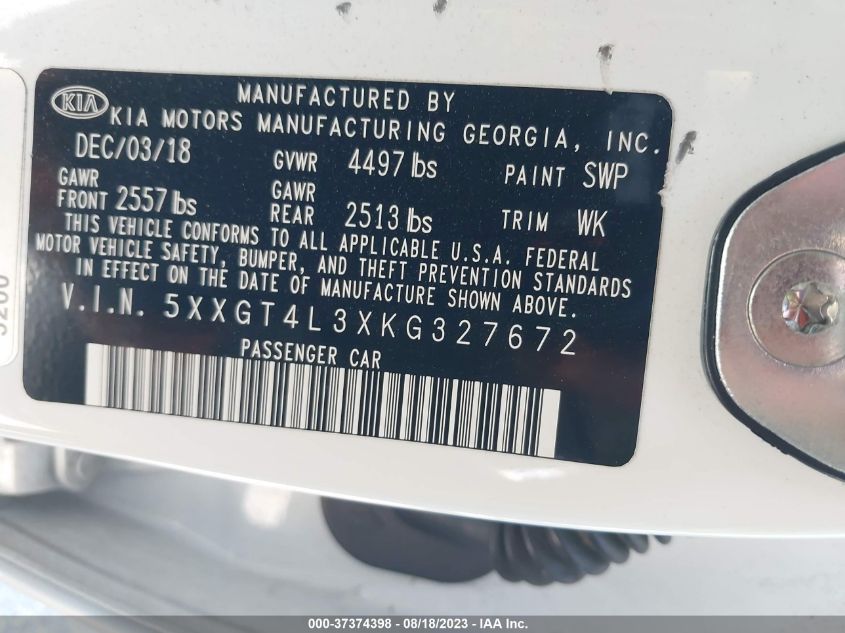 KIA
MANUFACTURED BY
KIA MOTORS MANUFACTURING GEORGIA, INC.
DEC/03/18 GVWR 4497 lbs PAINT SWP
GAWR FRONT 2557 lbs GAWR REAR 2513 lbs TRIM WK
THIS VEHICLE CONFORMS TO ALL APPLICABLE U.S.A. FEDERAL
MOTOR VEHICLE SAFETY, BUMPER, AND THEFT PREVENTION STANDARDS
IN EFFECT ON THE DATE OF MANUFACTURE SHOWN ABOVE.
V.I.N. 5XXGT4L3XKG327672
PASSENGER CAR
000-37374398 - 08/18/2023 - IAA Inc.